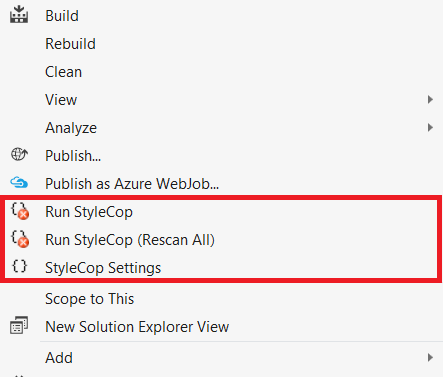 Build
Rebuild
Clean
View
Analyze
Publish...
Publish as Azure WebJob...
Run StyleCop
Run StyleCop (Rescan All)
StyleCop Settings
Scope to This
New Solution Explorer View
Add